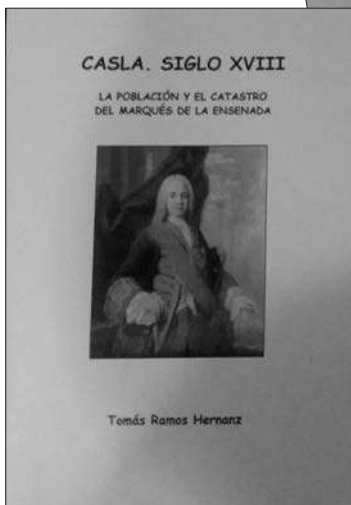 CASLA. SIGLO XVIII
LA POBLACIÓN Y EL CATASTRO
DEL MARQUÉS DE LA ENSENADA
Tomás Ramos Hernanz